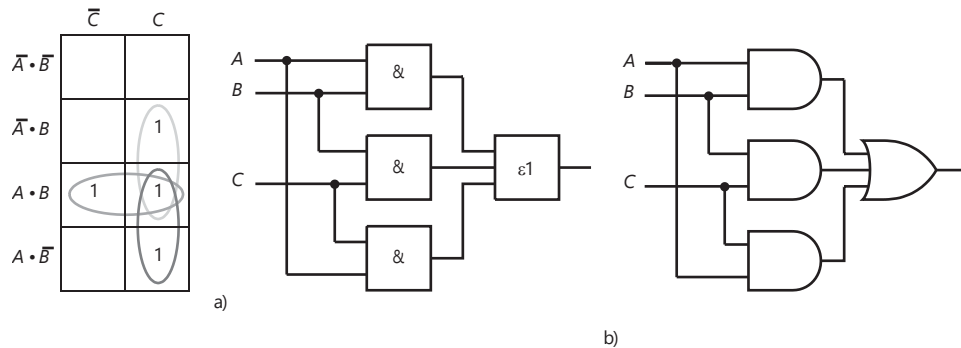 C̅ C
A̅ • B̅
A̅ • B 1
A • B 1 1
A • B̅ 1
a)
A
B
C
&
&
&
ε1
b)
A
B
C